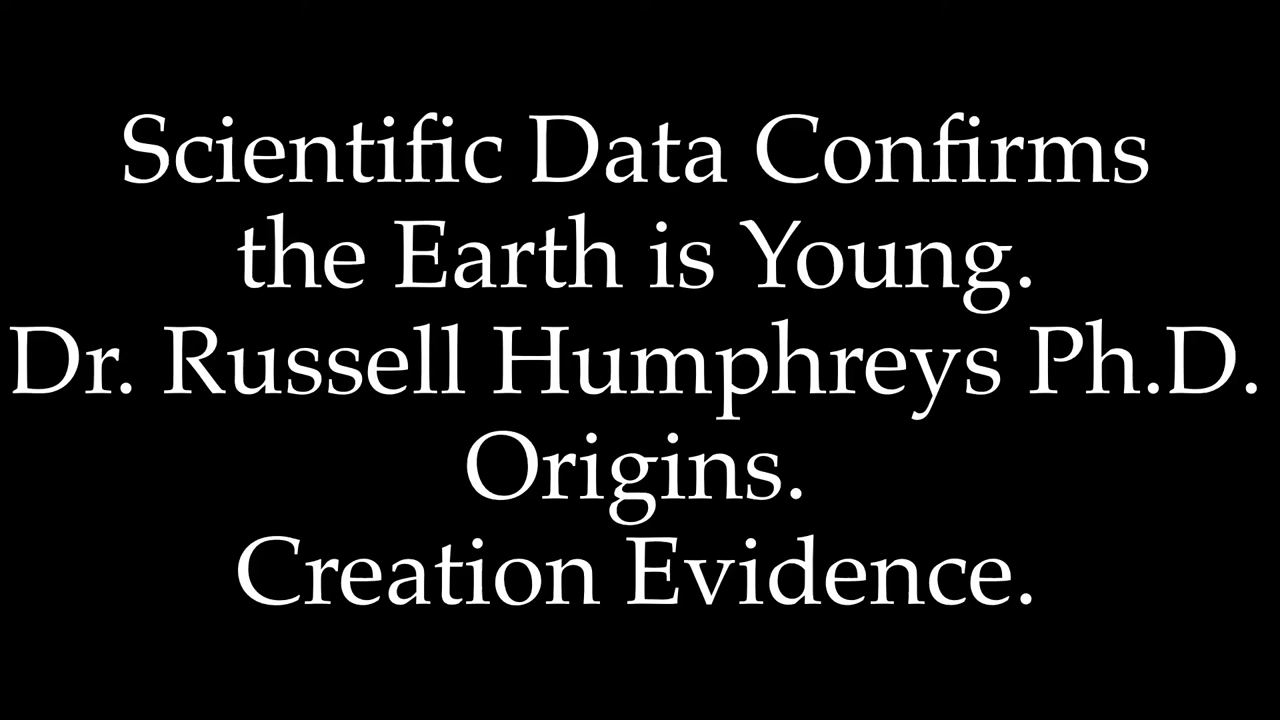 Scientific Data Confirms
the Earth is Young.
Dr. Russell Humphreys Ph.D.
Origins.
Creation Evidence.